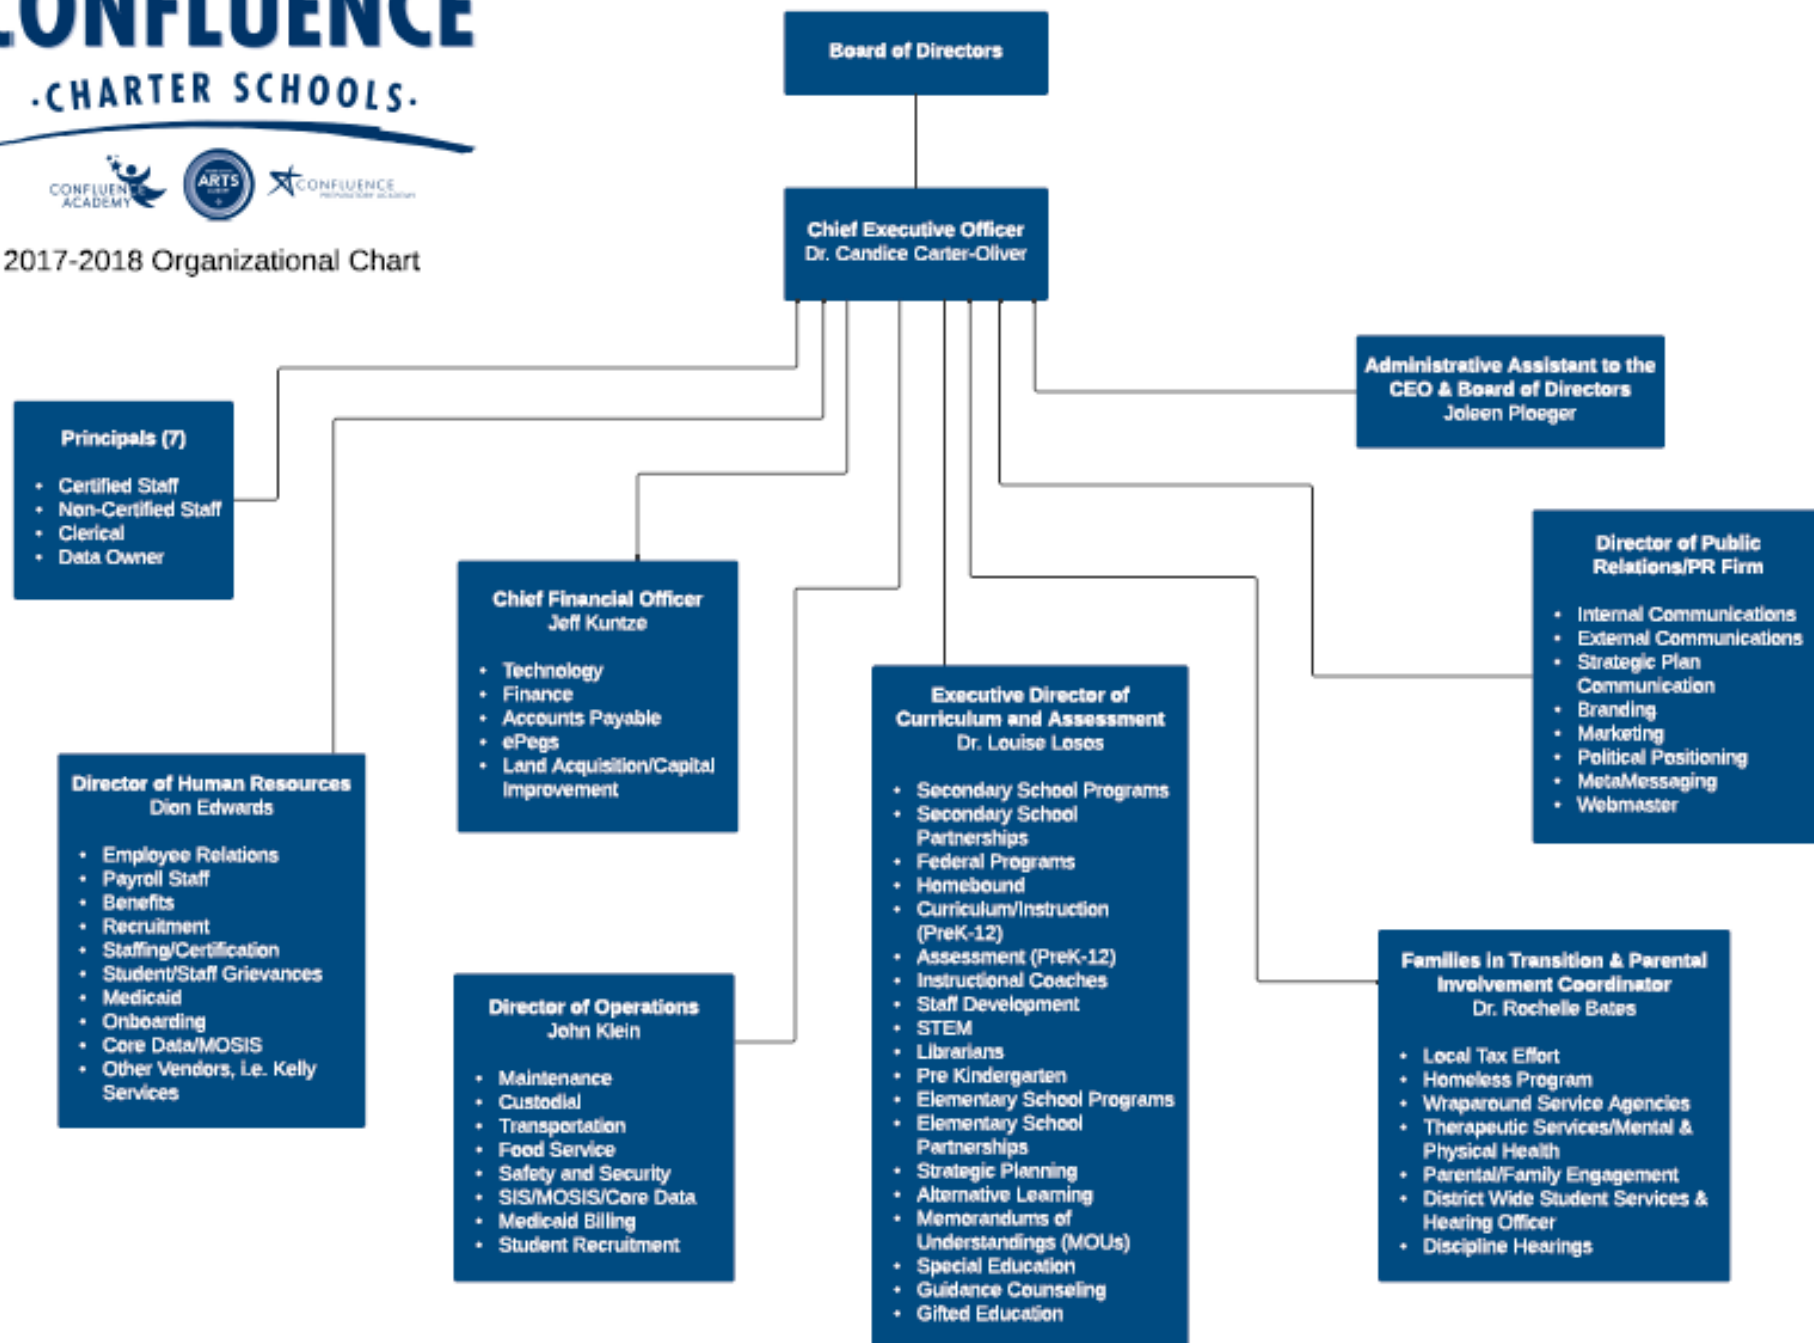 CONFLUENCE
·CHARTER SCHOOLS·
CONFLUENCE
ACADEMY
ARTS
CONFLUENCE
PREPARATORY ACADEMY
2017-2018 Organizational Chart
Board of Directors
Chief Executive Officer
Dr. Candice Carter-Oliver
Administrative Assistant to the
CEO & Board of Directors
Joleen Ploeger
Principals (7)
• Certified Staff
• Non-Certified Staff
• Clerical
• Data Owner
Director of Public
Relations/PR Firm
• Internal Communications
• External Communications
• Strategic Plan
Communication
• Branding
• Marketing
• Political Positioning
• MetaMessaging
• Webmaster
Chief Financial Officer
Jeff Kuntze
• Technology
• Finance
• Accounts Payable
• ePegs
• Land Acquisition/Capital
Improvement
Executive Director of
Curriculum and Assessment
Dr. Louise Losos
• Secondary School Programs
• Secondary School
Partnerships
• Federal Programs
• Homebound
• Curriculum/Instruction
(PreK-12)
• Assessment (PreK-12)
• Instructional Coaches
• Staff Development
• STEM
• Librarians
• Pre Kindergarten
• Elementary School Programs
• Elementary School
Partnerships
• Strategic Planning
• Alternative Learning
• Memorandums of
Understandings (MOUs)
• Special Education
• Guidance Counseling
• Gifted Education
Director of Human Resources
Dion Edwards
• Employee Relations
• Payroll Staff
• Benefits
• Recruitment
• Staffing/Certification
• Student/Staff Grievances
• Medicaid
• Onboarding
• Core Data/MOSIS
• Other Vendors, i.e. Kelly
Services
Director of Operations
John Klein
• Maintenance
• Custodial
• Transportation
• Food Service
• Safety and Security
• SIS/MOSIS/Core Data
• Medicaid Billing
• Student Recruitment
Families in Transition & Parental
Involvement Coordinator
Dr. Rochelle Bates
• Local Tax Effort
• Homeless Program
• Wraparound Service Agencies
• Therapeutic Services/Mental &
Physical Health
• Parental/Family Engagement
• District Wide Student Services &
Hearing Officer
• Discipline Hearings